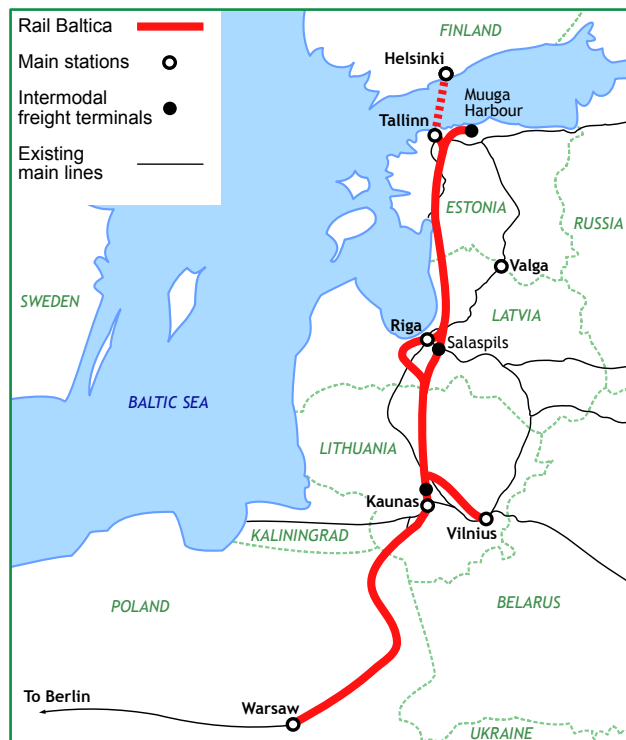 Rail Baltica
Main stations
Intermodal
freight terminals
Existing
main lines
FINLAND
Helsinki
Muuga
Harbour
Tallinn
ESTONIA
RUSSIA
Valga
SWEDEN
LATVIA
Riga
Salaspils
BALTIC SEA
LITHUANIA
Kaunas
Vilnius
KALININGRAD
POLAND
BELARUS
To Berlin
Warsaw
UKRAINE